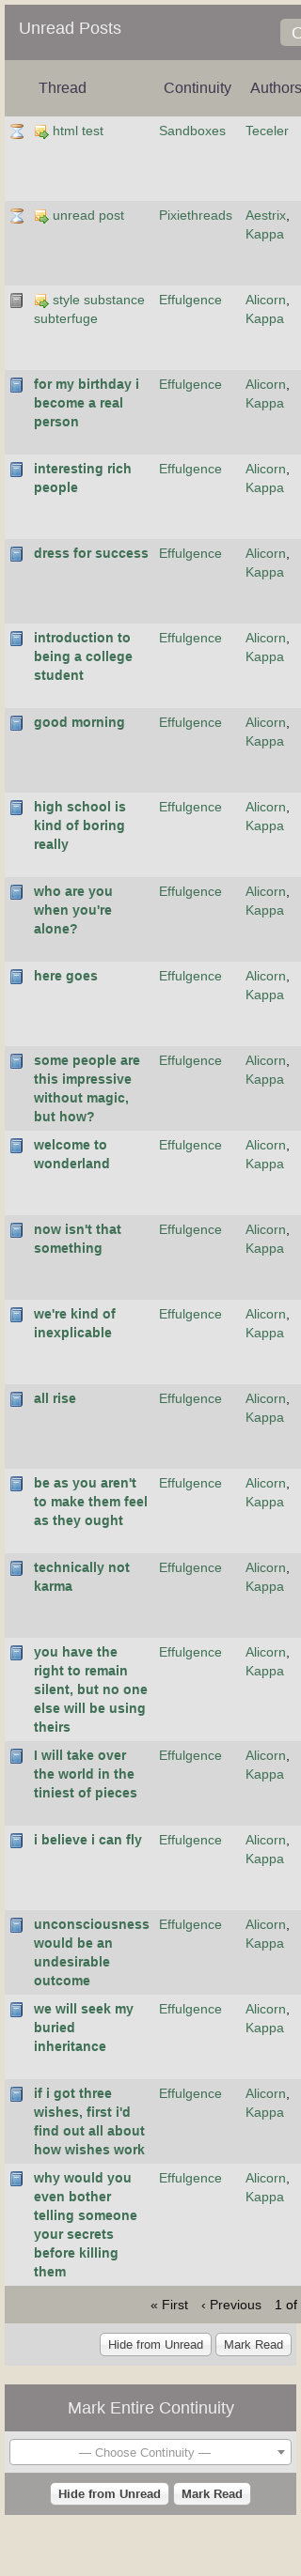 Unread Posts
Thread Continuity Authors
html test Sandboxes Teceler
unread post Pixiethreads Aestrix,
Kappa
style substance Effulgence Alicorn,
subterfuge Kappa
for my birthday i Effulgence Alicorn,
become a real Kappa
person
interesting rich Effulgence Alicorn,
people Kappa
dress for success Effulgence Alicorn,
Kappa
introduction to Effulgence Alicorn,
being a college Kappa
student
good morning Effulgence Alicorn,
Kappa
high school is Effulgence Alicorn,
kind of boring Kappa
really
who are you Effulgence Alicorn,
when you're Kappa
alone?
here goes Effulgence Alicorn,
Kappa
some people are Effulgence Alicorn,
this impressive Kappa
without magic,
but how?
welcome to Effulgence Alicorn,
wonderland Kappa
now isn't that Effulgence Alicorn,
something Kappa
we're kind of Effulgence Alicorn,
inexplicable Kappa
all rise Effulgence Alicorn,
Kappa
be as you aren't Effulgence Alicorn,
to make them feel Kappa
as they ought
technically not Effulgence Alicorn,
karma Kappa
you have the Effulgence Alicorn,
right to remain Kappa
silent, but no one
else will be using
theirs
I will take over Effulgence Alicorn,
the world in the Kappa
tiniest of pieces
i believe i can fly Effulgence Alicorn,
Kappa
unconsciousness Effulgence Alicorn,
would be an Kappa
undesirable
outcome
we will seek my Effulgence Alicorn,
buried Kappa
inheritance
if i got three Effulgence Alicorn,
wishes, first i'd Kappa
find out all about
how wishes work
why would you Effulgence Alicorn,
even bother Kappa
telling someone
your secrets
before killing
them
« First ‹ Previous 1 of
Hide from Unread Mark Read
Mark Entire Continuity
— Choose Continuity —
Hide from Unread Mark Read